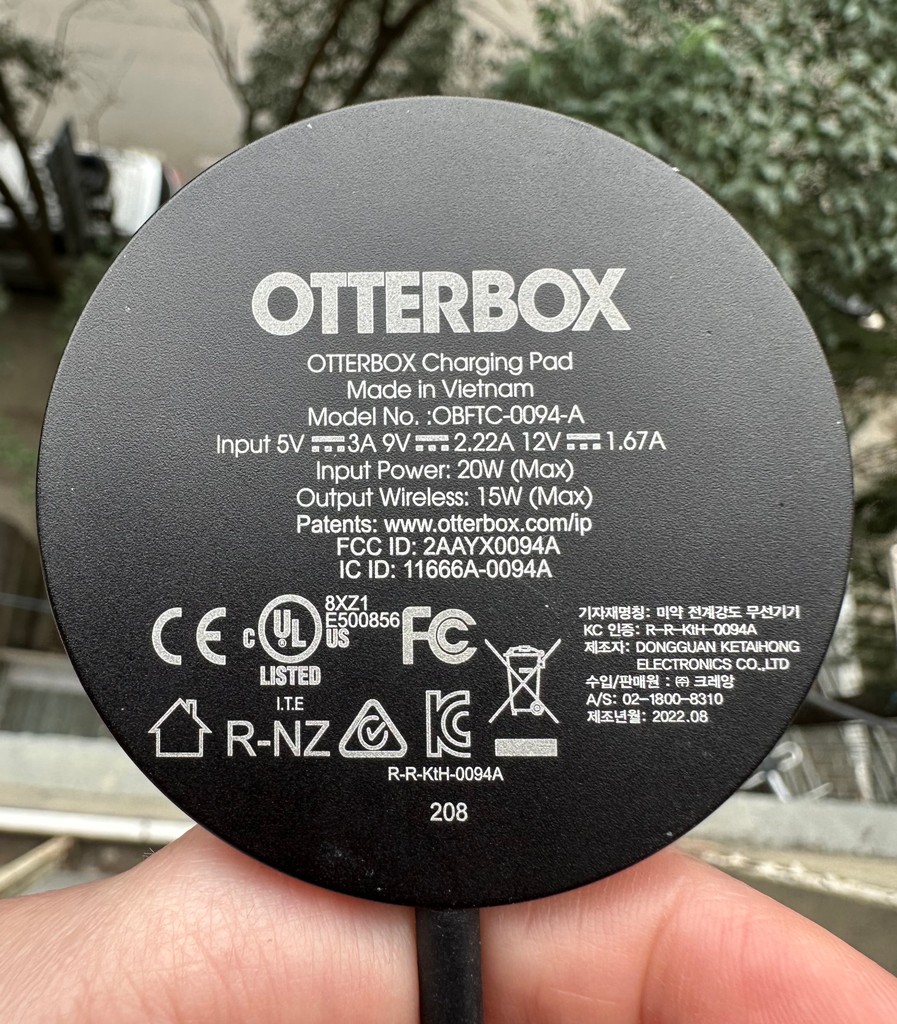 OTTERBOX
OTTERBOX Charging Pad
Made in Vietnam
Model No. :OBFTC-0094-A
Input 5V ⎓3A 9V ⎓2.22A 12V ⎓1.67A
Input Power: 20W (Max)
Output Wireless: 15W (Max)
Patents: www.otterbox.com/ip
FCC ID: 2AAYX0094A
IC ID: 11666A-0094A
CE
C UL US
LISTED
8XZ1
E500856
I.T.E
FC
R-NZ
KC
R-R-KtH-0094A
208
기자재명칭: 미약 전계강도 무선기기
KC 인증: R-R-KtH-0094A
제조자: DONGGUAN KETAIHONG
ELECTRONICS CO.,LTD
수입/판매원 : ㈜ 크레앙
A/S: 02-1800-8310
제조년월: 2022.08